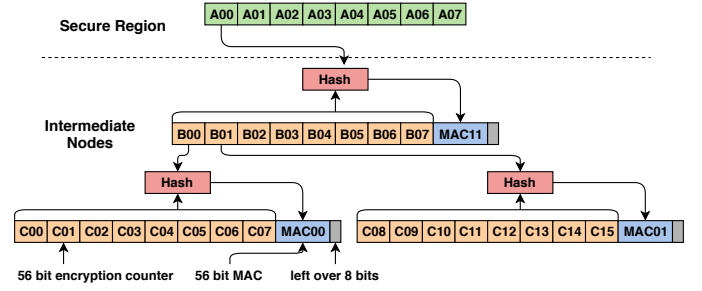 A00 A01 A02 A03 A04 A05 A06 A07
Secure Region
Hash
Intermediate
Nodes
B00 B01 B02 B03 B04 B05 B06 B07 MAC11
Hash
Hash
C00 C01 C02 C03 C04 C05 C06 C07 MAC00
C08 C09 C10 C11 C12 C13 C14 C15 MAC01
56 bit encryption counter
56 bit MAC
left over 8 bits